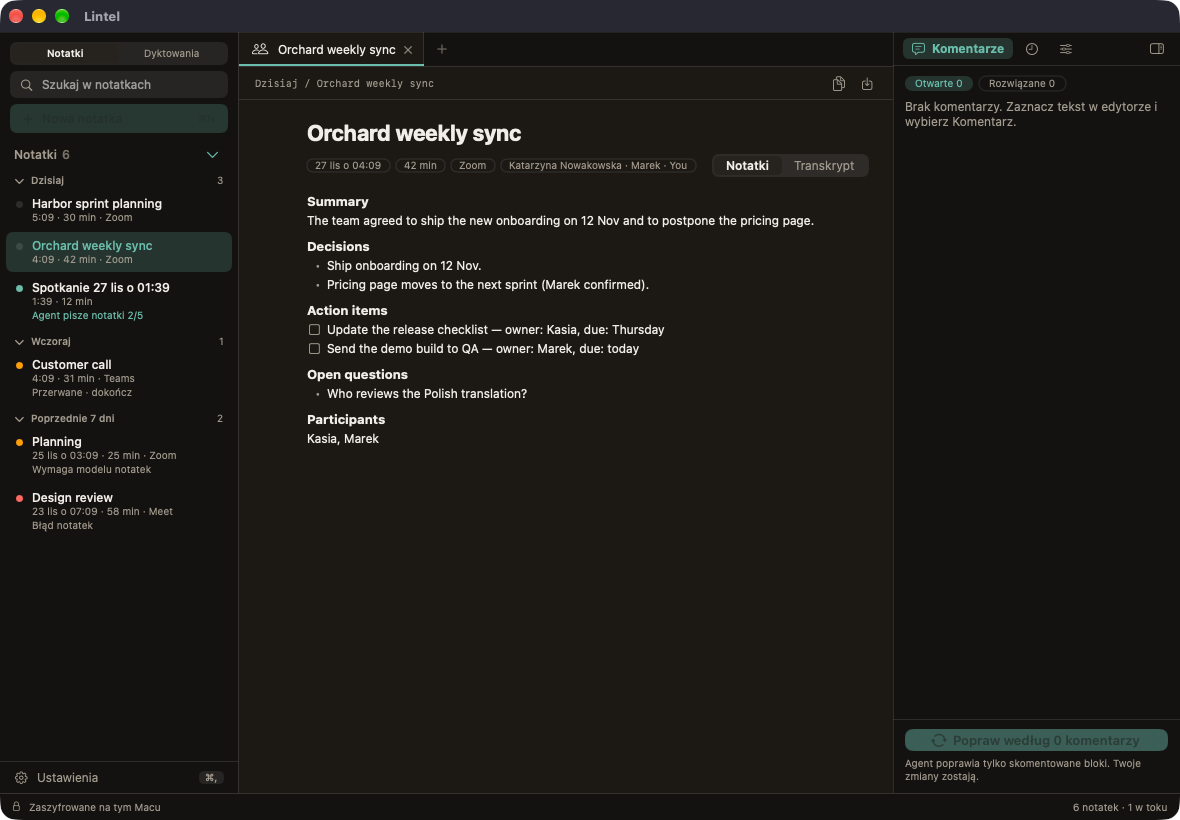 Lintel
Notatki
Dyktowania
Szukaj w notatkach
Nowa notatka
Notatki 6
Dzisiaj 3
Harbor sprint planning
5:09 · 30 min · Zoom
Orchard weekly sync
4:09 · 42 min · Zoom
Spotkanie 27 lis o 01:39
1:39 · 12 min
Agent pisze notatki 2/5
Wczoraj 1
Customer call
4:09 · 31 min · Teams
Przerwane · dokończ
Poprzednie 7 dni 2
Planning
25 lis o 03:09 · 25 min · Zoom
Wymaga modelu notatek
Design review
23 lis o 07:09 · 58 min · Meet
Błąd notatek
Ustawienia ⌘,
Orchard weekly sync
Dzisiaj / Orchard weekly sync
Orchard weekly sync
27 lis o 04:09
42 min
Zoom
Katarzyna Nowakowska · Marek · You
Notatki
Transkrypt
Summary
The team agreed to ship the new onboarding on 12 Nov and to postpone the pricing page.
Decisions
• Ship onboarding on 12 Nov.
• Pricing page moves to the next sprint (Marek confirmed).
Action items
Update the release checklist — owner: Kasia, due: Thursday
Send the demo build to QA — owner: Marek, due: today
Open questions
• Who reviews the Polish translation?
Participants
Kasia, Marek
Komentarze
Otwarte 0
Rozwiązane 0
Brak komentarzy. Zaznacz tekst w edytorze i
wybierz Komentarz.
Popraw według 0 komentarzy
Agent poprawia tylko skomentowane bloki. Twoje
zmiany zostają.
Zaszyfrowane na tym Macu
6 notatek · 1 w toku